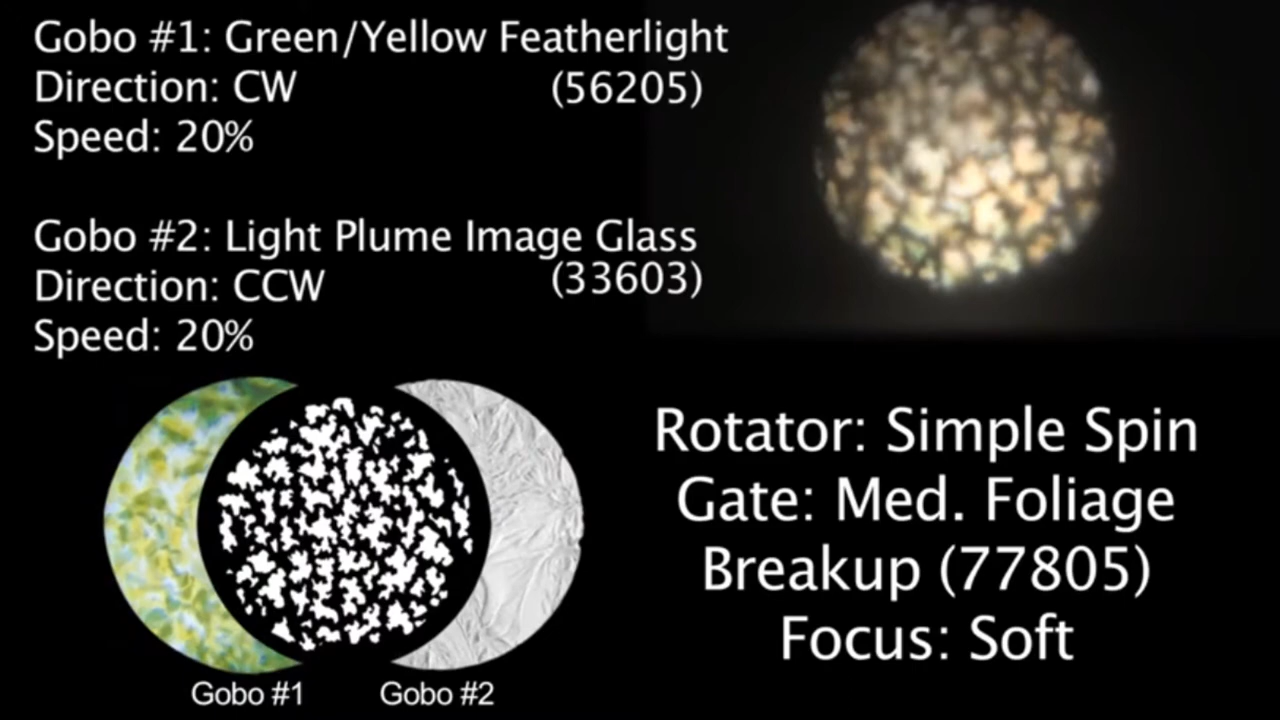 Gobo #1: Green/Yellow Featherlight
Direction: CW (56205)
Speed: 20%
Gobo #2: Light Plume Image Glass
Direction: CCW (33603)
Speed: 20%
Rotator: Simple Spin
Gate: Med. Foliage
Breakup (77805)
Focus: Soft
Gobo #1 Gobo #2